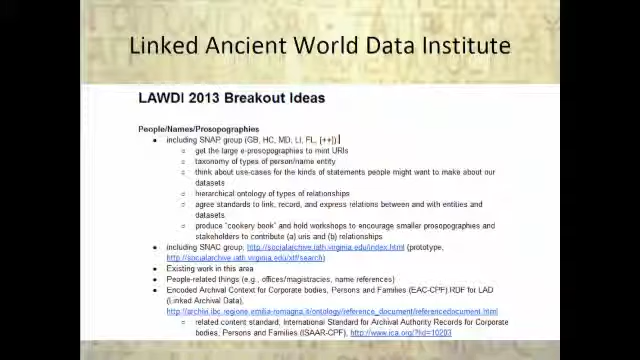 Linked Ancient World Data Institute
LAWDI 2013 Breakout Ideas
People/Names/Prosopographies
including SNAP group (GB, HC, MD, LI, FL, [++])
get the large e-prosopographies to mint URIs
taxonomy of types of person/name entity
think about use-cases for the kinds of statements people might want to make about our
datasets
hierarchical ontology of types of relationships
agree standards to link, record, and express relations between and with entities and
datasets
produce "cookery book" and hold workshops to encourage smaller prosopographies and
stakeholders to contribute (a) uris and (b) relationships
including SNAC group: http://socialarchive.iath.virginia.edu/index.html (prototype,
http://socialarchive.iath.virginia.edu/xtf/search)
Existing work in this area
People-related things (e.g., offices/magistracies, name references)
Encoded Archival Context for Corporate bodies, Persons and Families (EAC-CPF) RDF for LAD
(Linked Archival Data),
http://archivi.ibc.regione.emilia-romagna.it/ontology/reference_document/referencedocument.html
related content standard, International Standard for Archival Authority Records for Corporate
bodies, Persons and Families (ISAAR-CPF), http://www.ica.org/?lid=10203